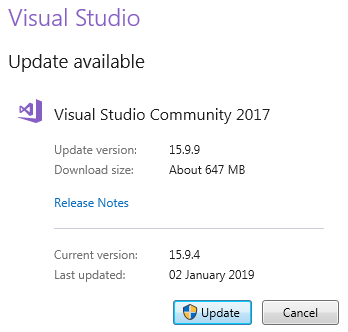 Visual Studio
Update available
Visual Studio Community 2017
Update version: 15.9.9
Download size: About 647 MB
Release Notes
Current version: 15.9.4
Last updated: 02 January 2019
Update Cancel